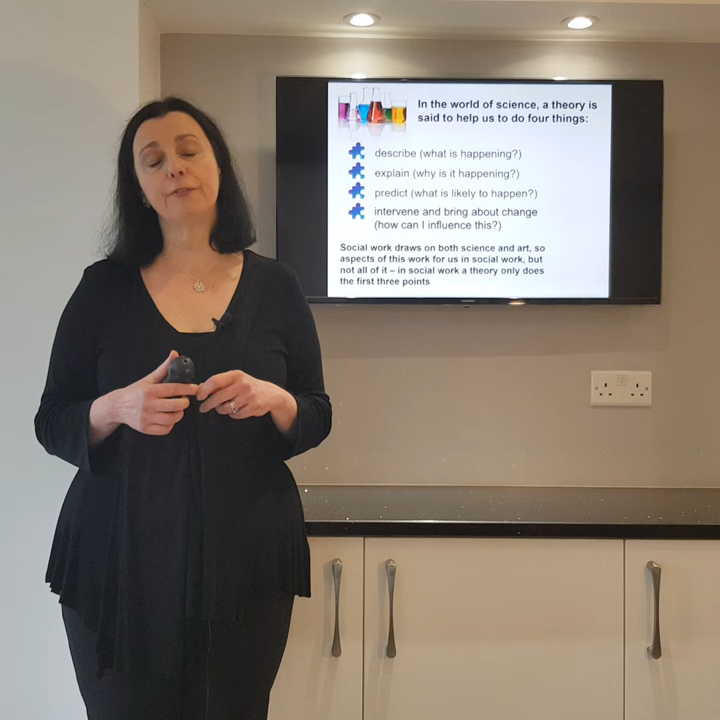 In the world of science, a theory is
said to help us to do four things:
describe (what is happening?)
explain (why is it happening?)
predict (what is likely to happen?)
intervene and bring about change
(how can I influence this?)
Social work draws on both science and art, so
aspects of this work for us in social work, but
not all of it – in social work a theory only does
the first three points